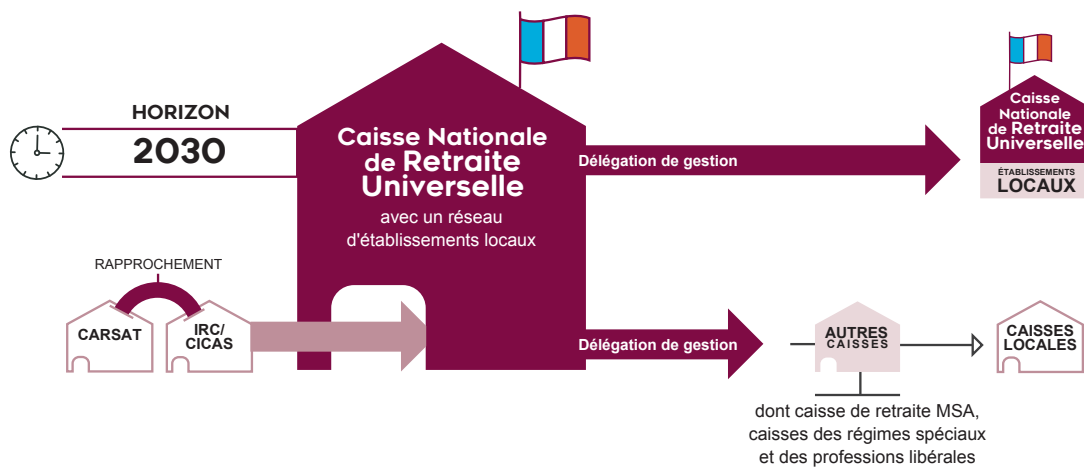 HORIZON
2030
Caisse Nationale
de Retraite
Universelle
avec un réseau
d'établissements locaux
Délégation de gestion
Caisse
Nationale
de Retraite
Universelle
ÉTABLISSEMENTS
LOCAUX
RAPPROCHEMENT
CARSAT
IRC/
CICAS
Délégation de gestion
AUTRES
CAISSES
CAISSES
LOCALES
dont caisse de retraite MSA,
caisses des régimes spéciaux
et des professions libérales